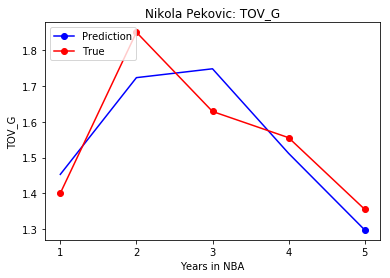 Nikola Pekovic: TOV_G
Prediction
True
1.8
1.7
1.6
1.5
1.4
1.3
TOV_G
1
2
3
4
5
Years in NBA